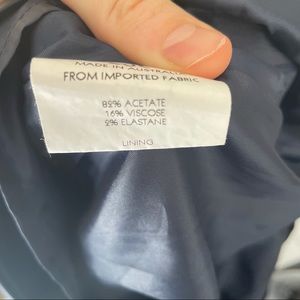 MADE IN AUSTRALIA
FROM IMPORTED FABRIC
82% ACETATE
16% VISCOSE
2% ELASTANE
LINING